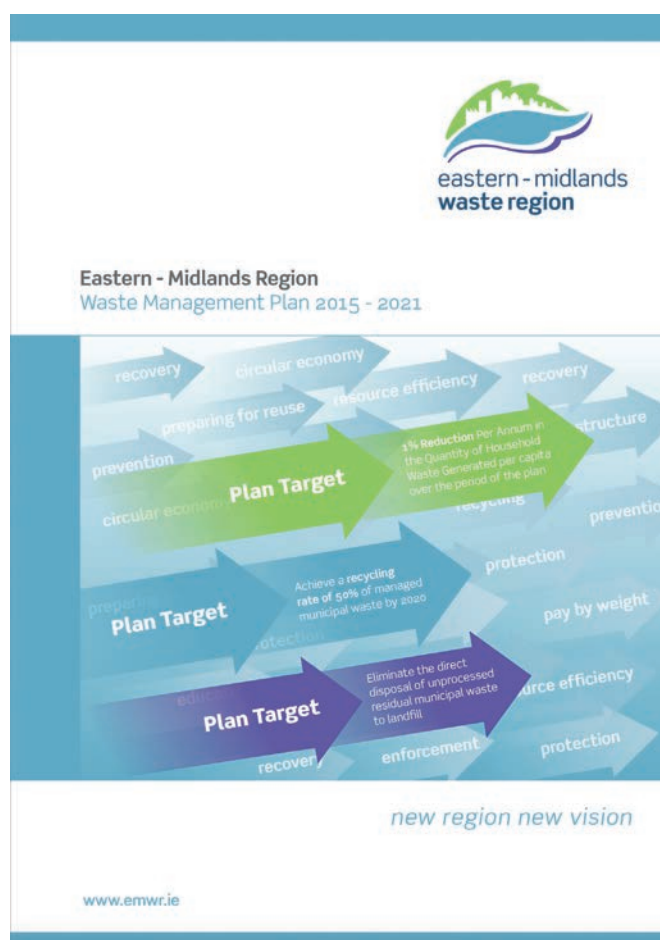 eastern-midlands
waste region
Eastern - Midlands Region
Waste Management Plan 2015 - 2021
recovery
circular economy
preparing for reuse
resource efficiency
recovery
prevention
structure
circular economy
Plan Target
1% Reduction Per Annum in
the Quantity of Household
Waste Generated per capita
over the period of the plan
recycling
prevention
protection
Plan Target
Achieve a recycling
rate of 50% of managed
municipal waste by 2020
pay by weight
Plan Target
Eliminate the direct
disposal of unprocessed
residual municipal waste
to landfill
efficiency
recovery
enforcement
protection
new region new vision
www.emwr.ie